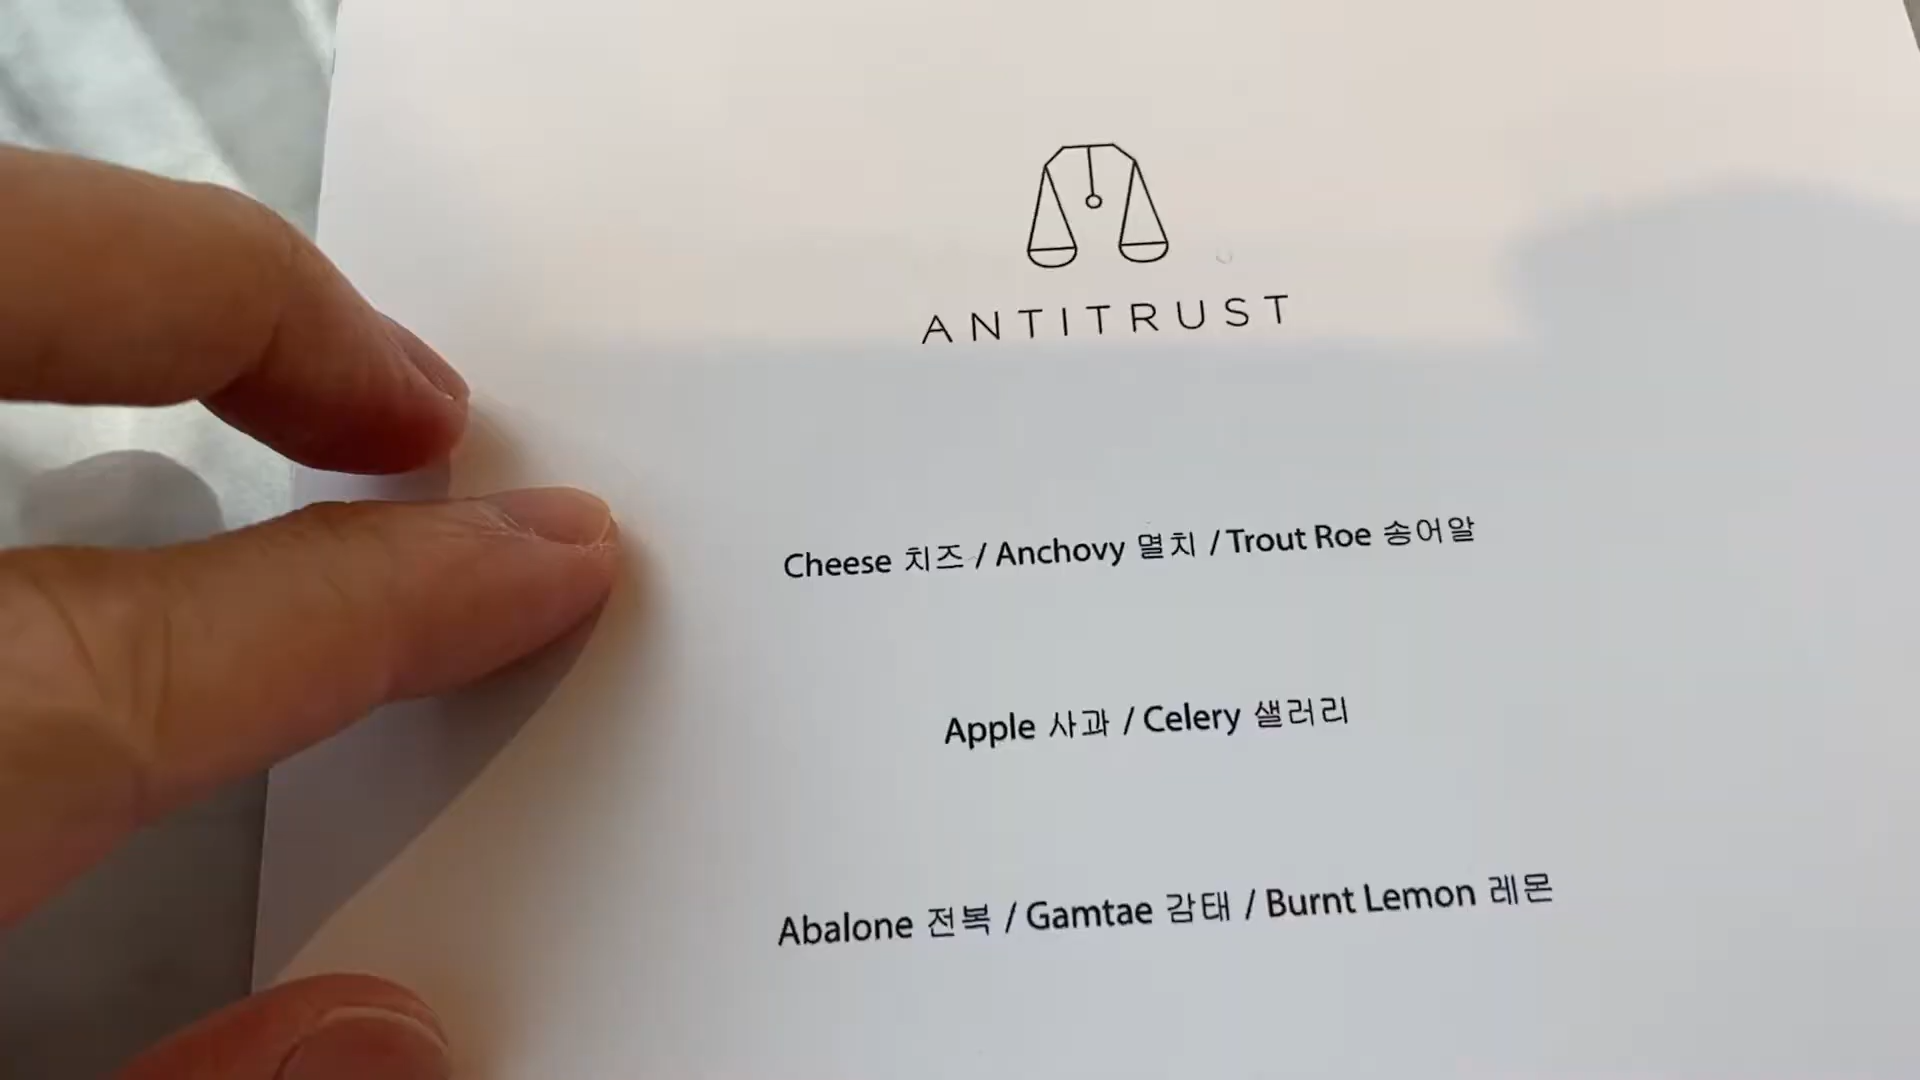 ANTITRUST
Cheese 치즈 / Anchovy 멸치 / Trout Roe 송어알
Apple 사과 / Celery 샐러리
Abalone 전복 / Gamtae 감태 / Burnt Lemon 레몬